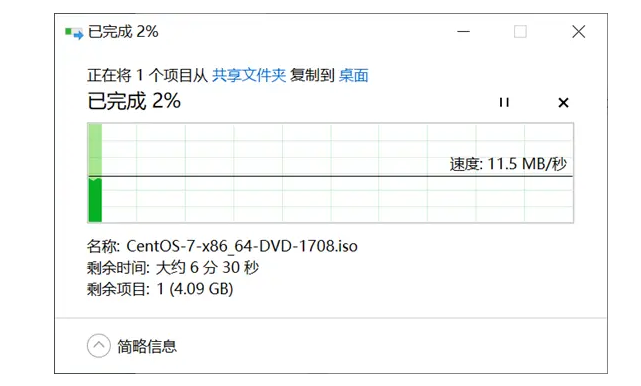 已完成 2%
正在将 1 个项目从 共享文件夹 复制到 桌面
已完成 2%
速度: 11.5 MB/秒
名称: CentOS-7-x86_64-DVD-1708.iso
剩余时间: 大约 6 分 30 秒
剩余项目: 1 (4.09 GB)
简略信息